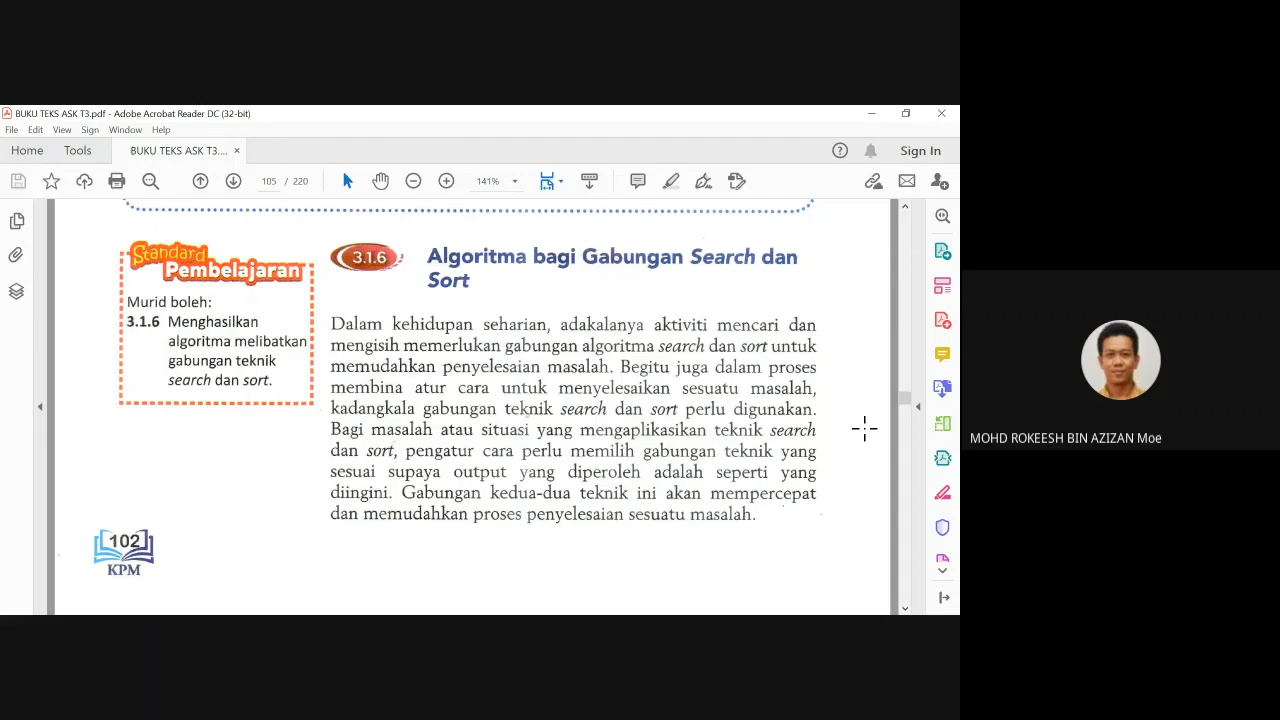 BUKU TEKS ASK T3.pdf - Adobe Acrobat Reader DC (32-bit)
File Edit View Sign Window Help
Home Tools BUKU TEKS ASK T3.... × Sign In
105 / 220 141%
Standard
Pembelajaran
Murid boleh:
3.1.6 Menghasilkan
algoritma melibatkan
gabungan teknik
search dan sort.
3.1.6 Algoritma bagi Gabungan Search dan
Sort
Dalam kehidupan seharian, adakalanya aktiviti mencari dan
mengisih memerlukan gabungan algoritma search dan sort untuk
memudahkan penyelesaian masalah. Begitu juga dalam proses
membina atur cara untuk menyelesaikan sesuatu masalah,
kadangkala gabungan teknik search dan sort perlu digunakan.
Bagi masalah atau situasi yang mengaplikasikan teknik search
dan sort, pengatur cara perlu memilih gabungan teknik yang
sesuai supaya output yang diperoleh adalah seperti yang
diingini. Gabungan kedua-dua teknik ini akan mempercepat
dan memudahkan proses penyelesaian sesuatu masalah.
102
KPM
MOHD ROKEESH BIN AZIZAN Moe